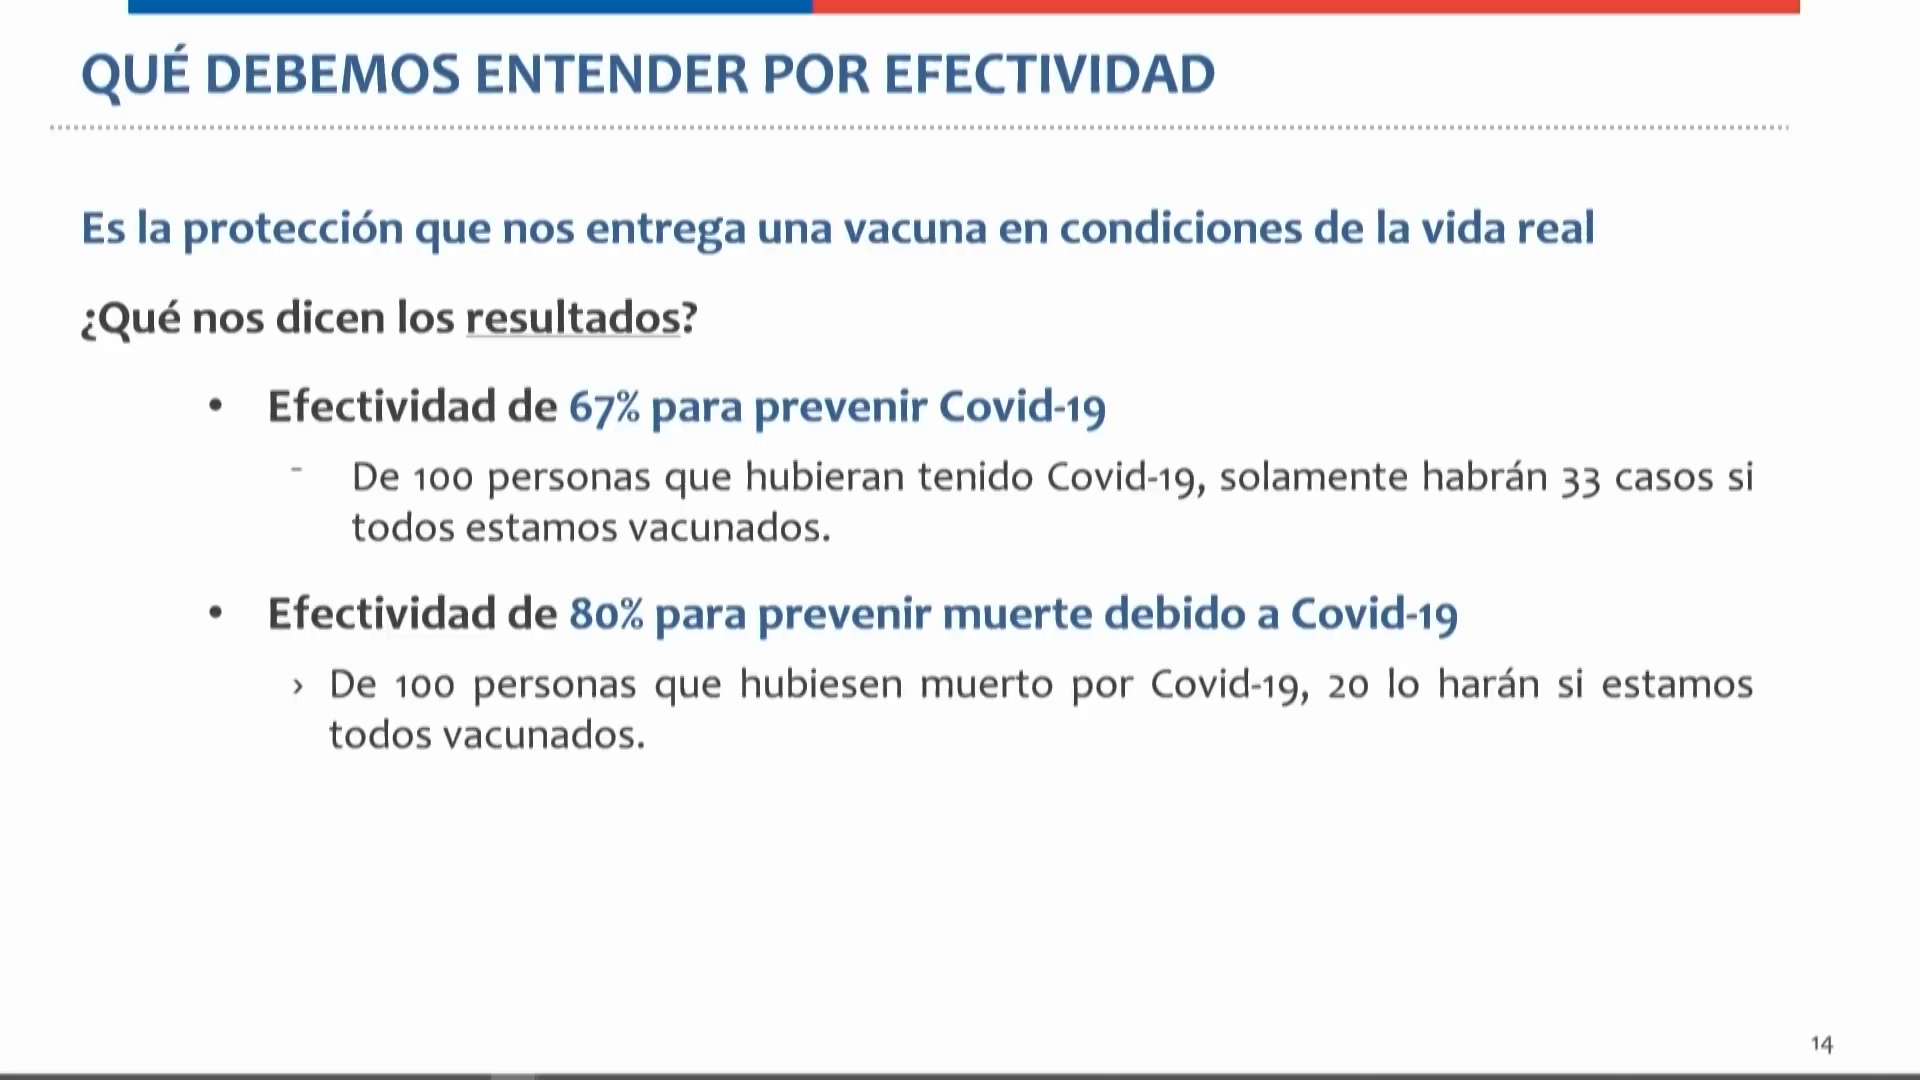 QUÉ DEBEMOS ENTENDER POR EFECTIVIDAD
Es la protección que nos entrega una vacuna en condiciones de la vida real
¿Qué nos dicen los resultados?
• Efectividad de 67% para prevenir Covid-19
- De 100 personas que hubieran tenido Covid-19, solamente habrán 33 casos si
todos estamos vacunados.
• Efectividad de 80% para prevenir muerte debido a Covid-19
› De 100 personas que hubiesen muerto por Covid-19, 20 lo harán si estamos
todos vacunados.
14